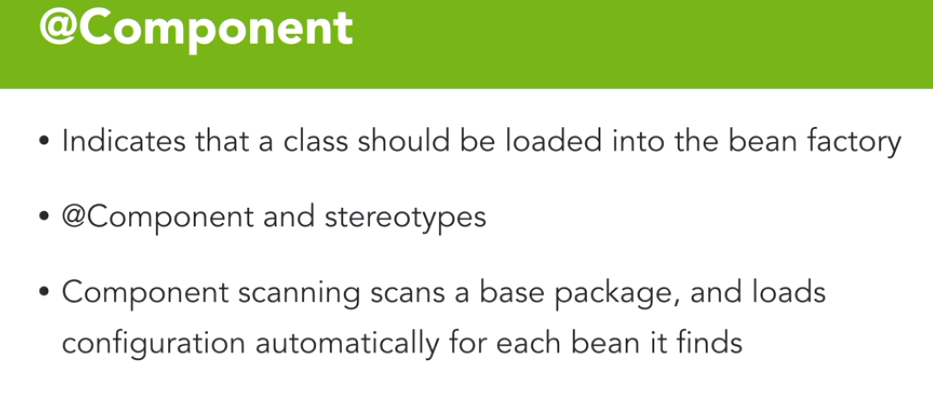 @Component
• Indicates that a class should be loaded into the bean factory
• @Component and stereotypes
• Component scanning scans a base package, and loads
configuration automatically for each bean it finds